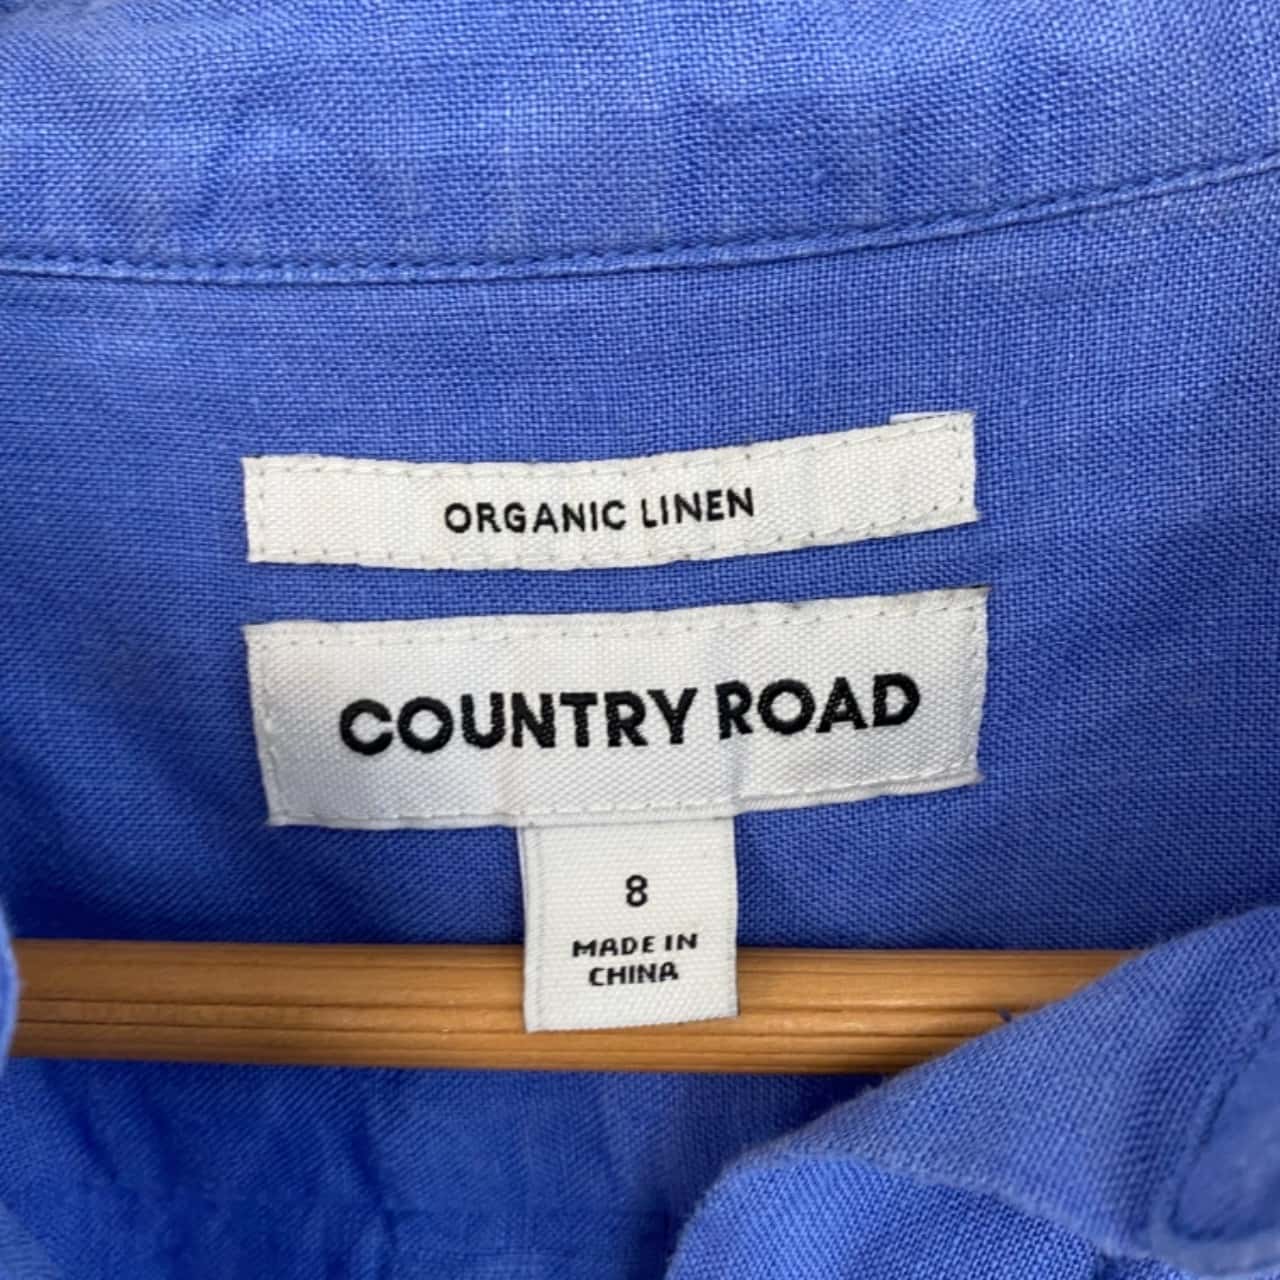 ORGANIC LINEN
COUNTRY ROAD
8
MADE IN
CHINA